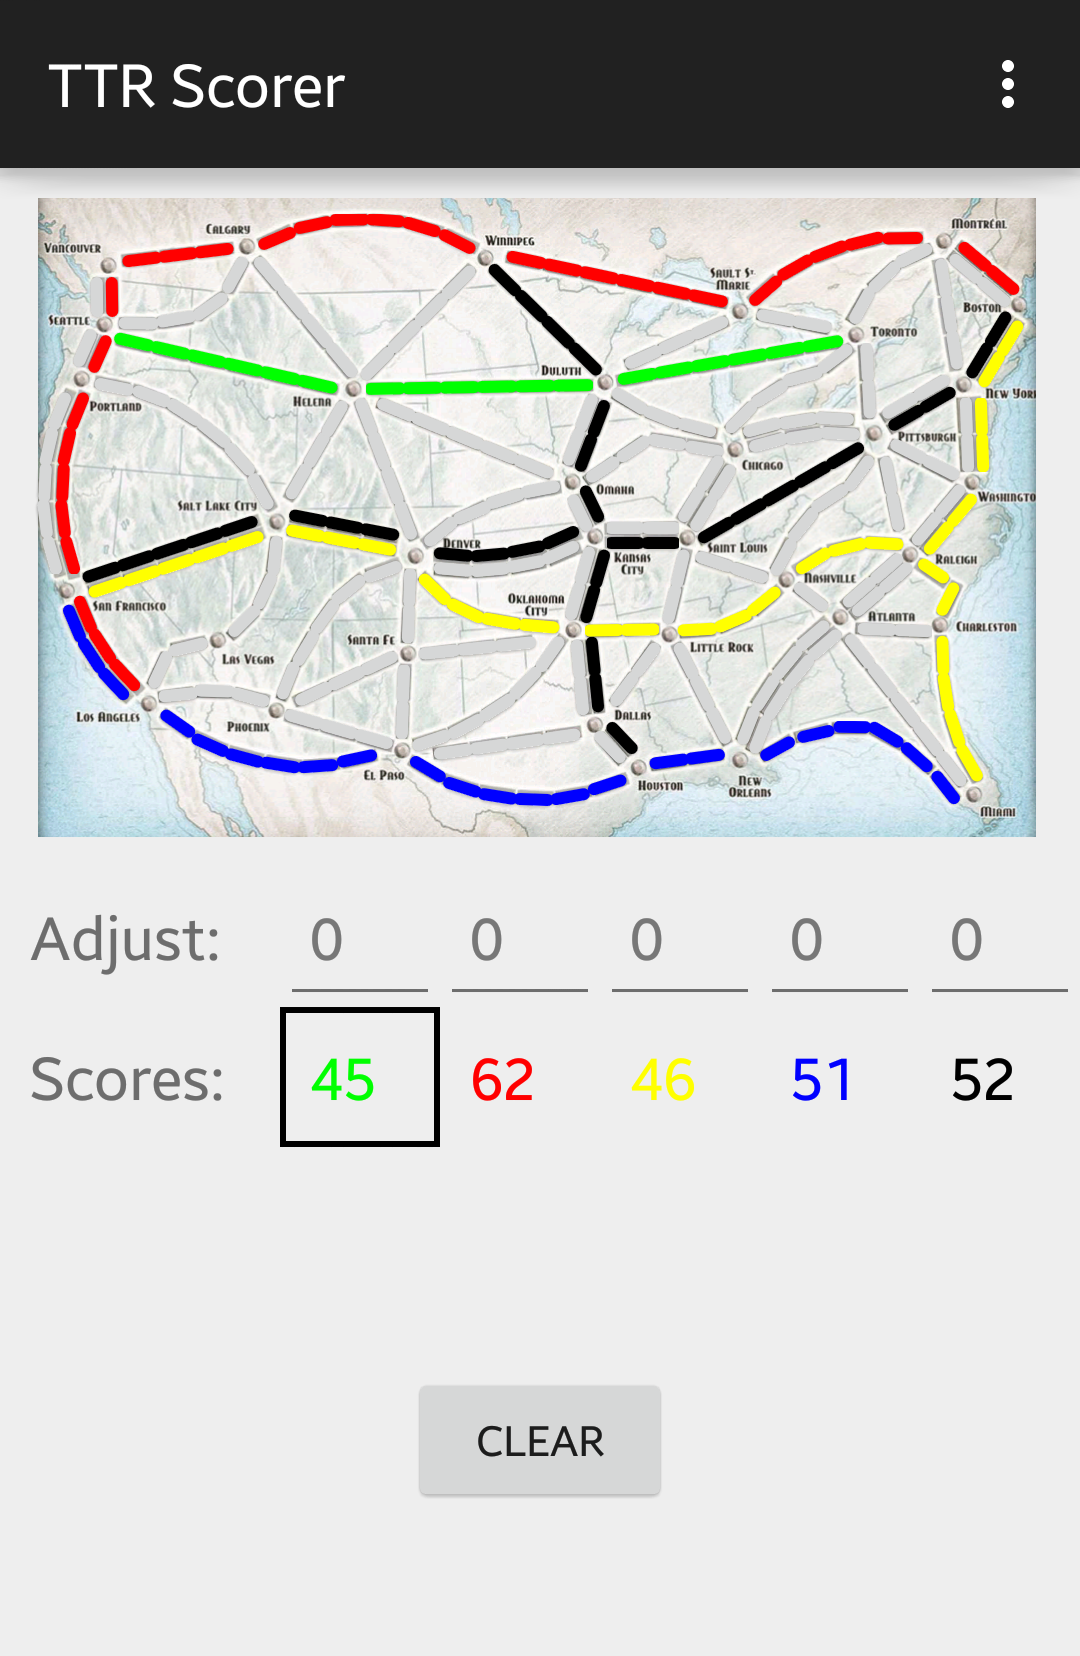 TTR Scorer
CALGARY
MONTRÉAL
VANCOUVER
WINNIPEG
SAULT ST.
MARIE
BOSTON
SEATTLE
TORONTO
DULUTH
NEW YORK
HELENA
PORTLAND
PITTSBURGH
CHICAGO
OMAHA
WASHINGTO
SALT LAKE CITY
DENVER
KANSAS
CITY
SAINT LOUIS
RALEIGH
NASHVILLE
SAN FRANCISCO
OKLAHOMA
CITY
ATLANTA
CHARLESTON
SANTA FE
LITTLE ROCK
LAS VEGAS
LOS ANGELES
PHOENIX
DALLAS
EL PASO
HOUSTON
NEW
ORLEANS
MIAMI
Adjust: 0 0 0 0 0
Scores: 45 62 46 51 52
CLEAR